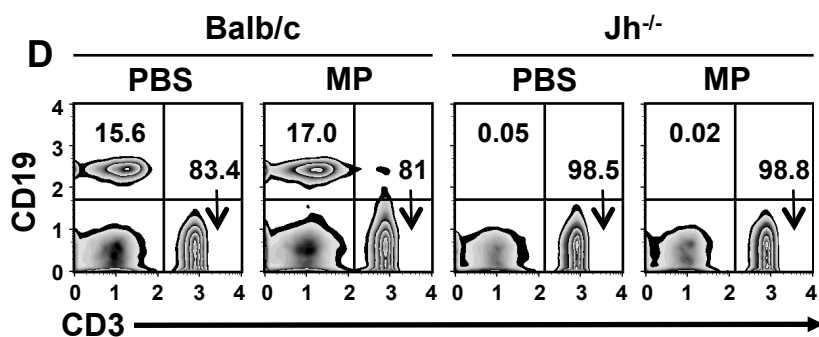 Balb/c Jh-/-
D
PBS MP PBS MP
4
15.6 17.0 0.05 0.02
3
83.4 81 98.5 98.8
CD19
2
1
0
0 1 2 3 4 0 1 2 3 4 0 1 2 3 4 0 1 2 3 4
CD3